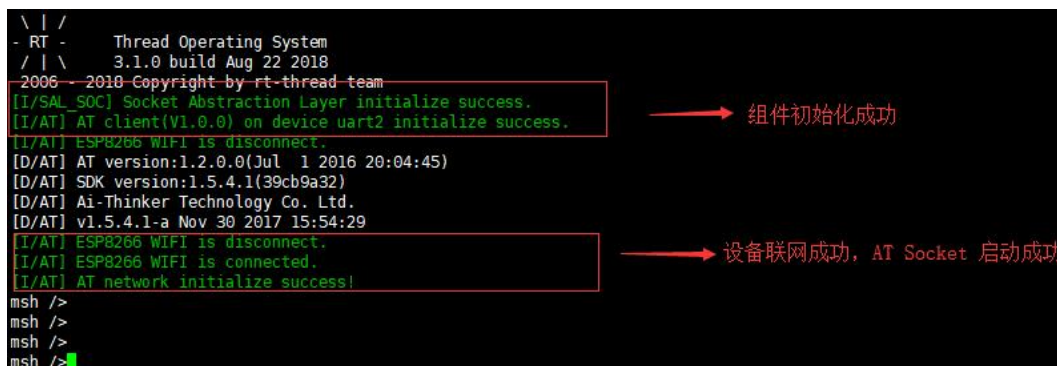 \ | /
- RT -     Thread Operating System
/ | \     3.1.0 build Aug 22 2018
2006 - 2018 Copyright by rt-thread team
[I/SAL_SOC] Socket Abstraction Layer initialize success.
[I/AT] AT client(V1.0.0) on device uart2 initialize success.
组件初始化成功
[I/AT] ESP8266 WIFI is disconnect.
[D/AT] AT version:1.2.0.0(Jul  1 2016 20:04:45)
[D/AT] SDK version:1.5.4.1(39cb9a32)
[D/AT] Ai-Thinker Technology Co. Ltd.
[D/AT] v1.5.4.1-a Nov 30 2017 15:54:29
[I/AT] ESP8266 WIFI is disconnect.
[I/AT] ESP8266 WIFI is connected.
[I/AT] AT network initialize success!
设备联网成功，AT Socket 启动成功
msh />
msh />
msh />
msh />